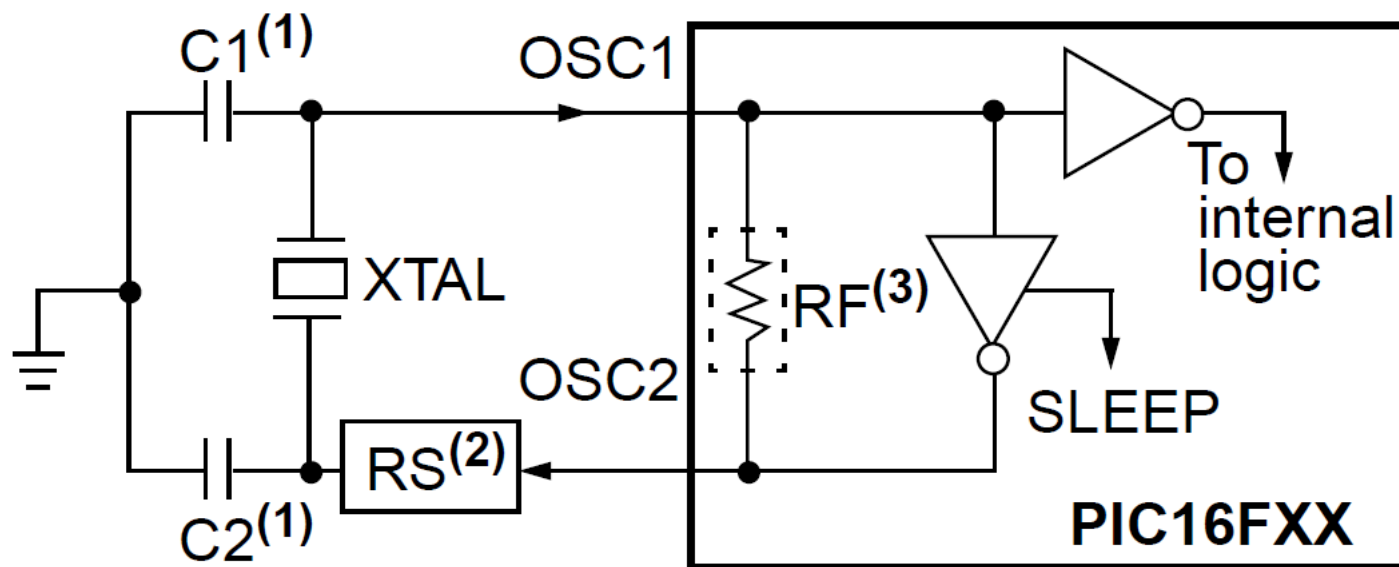 C1(1)
OSC1
To
internal
logic
XTAL
RF(3)
OSC2
SLEEP
RS(2)
C2(1)
PIC16FXX